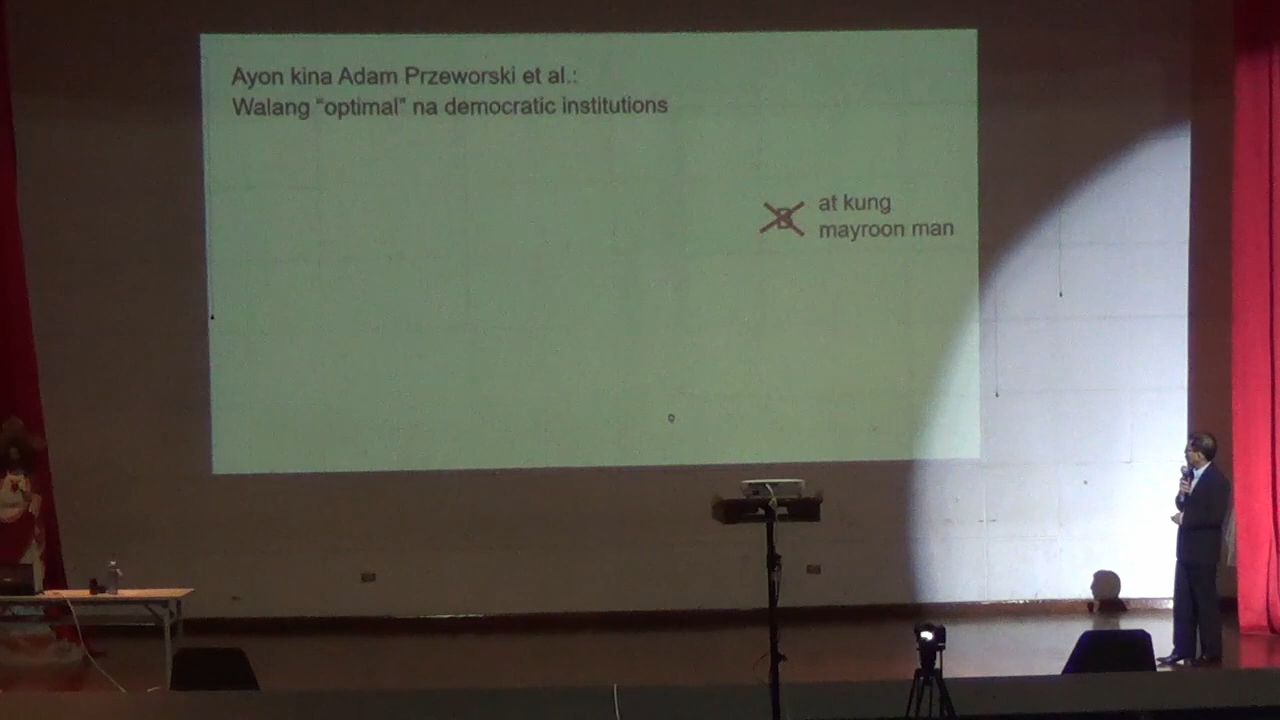 Ayon kina Adam Przeworski et al.:
Walang “optimal” na democratic institutions
at kung
mayroon man